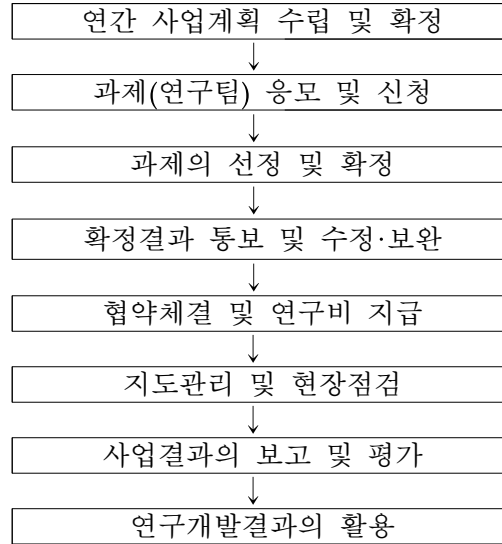 연간 사업계획 수립 및 확정
과제(연구팀) 응모 및 신청
과제의 선정 및 확정
확정결과 통보 및 수정·보완
협약체결 및 연구비 지급
지도관리 및 현장점검
사업결과의 보고 및 평가
연구개발결과의 활용